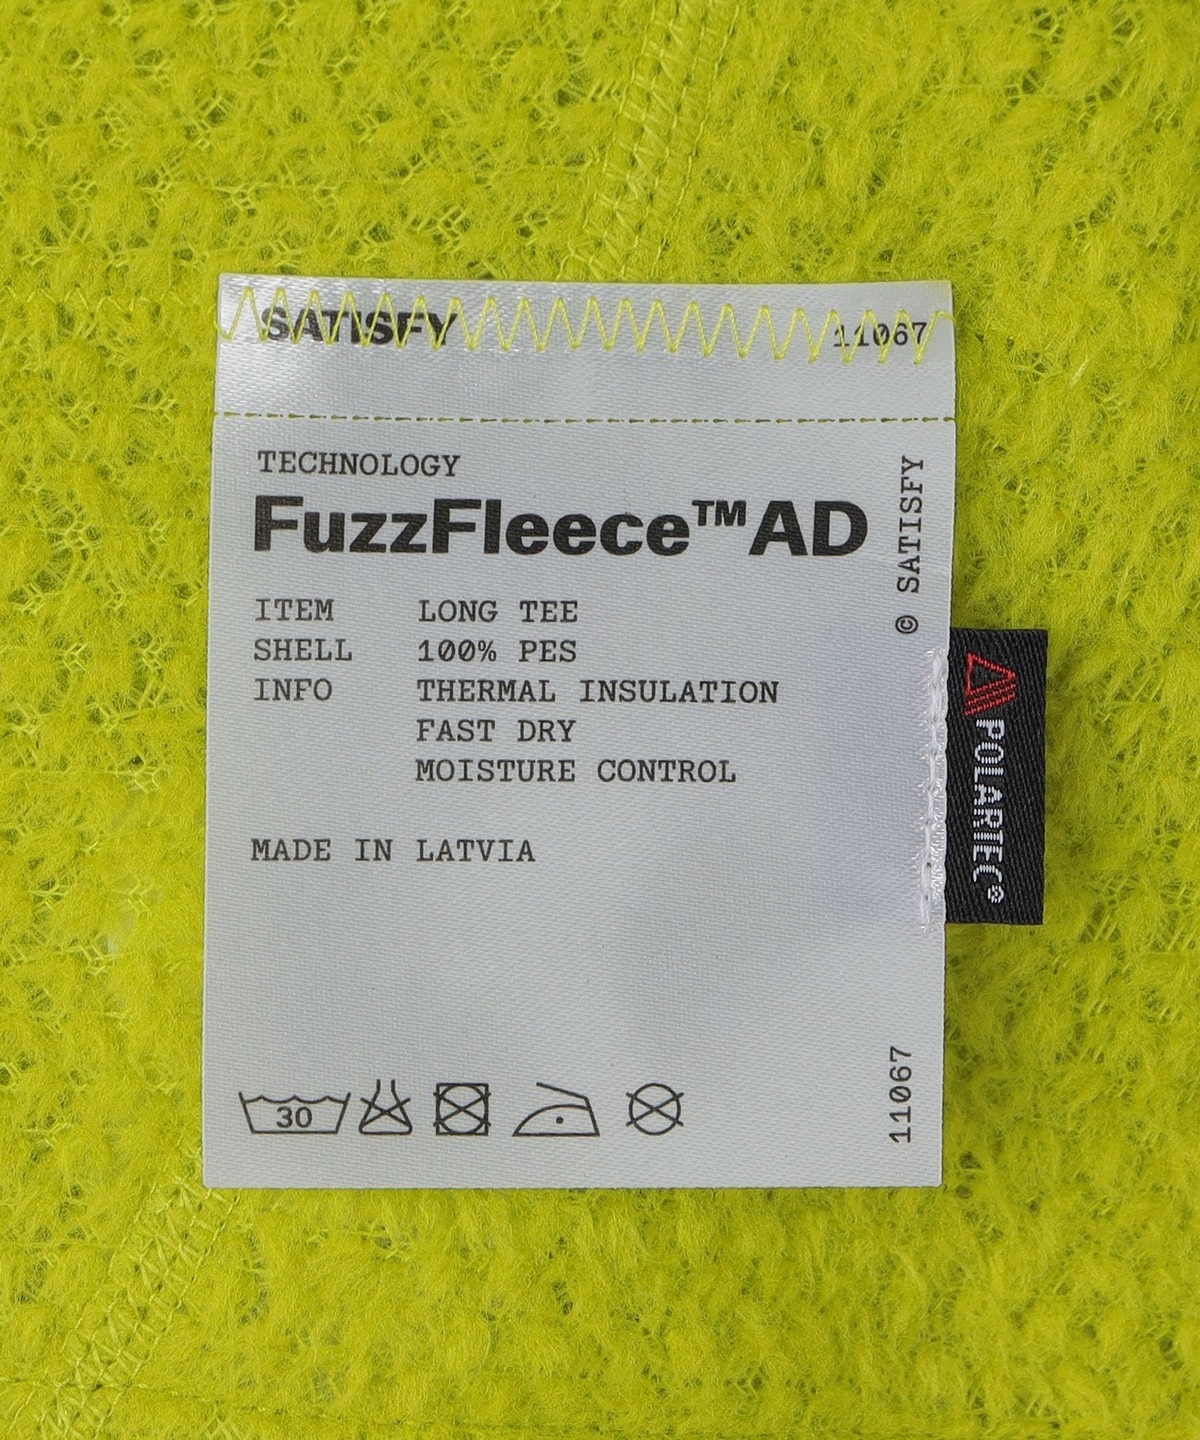 SATISFY 11067
TECHNOLOGY
FuzzFleece™AD
ITEM LONG TEE
SHELL 100% PES
INFO THERMAL INSULATION
FAST DRY
MOISTURE CONTROL
MADE IN LATVIA
30
© SATISFY
11067
POLARTEC®